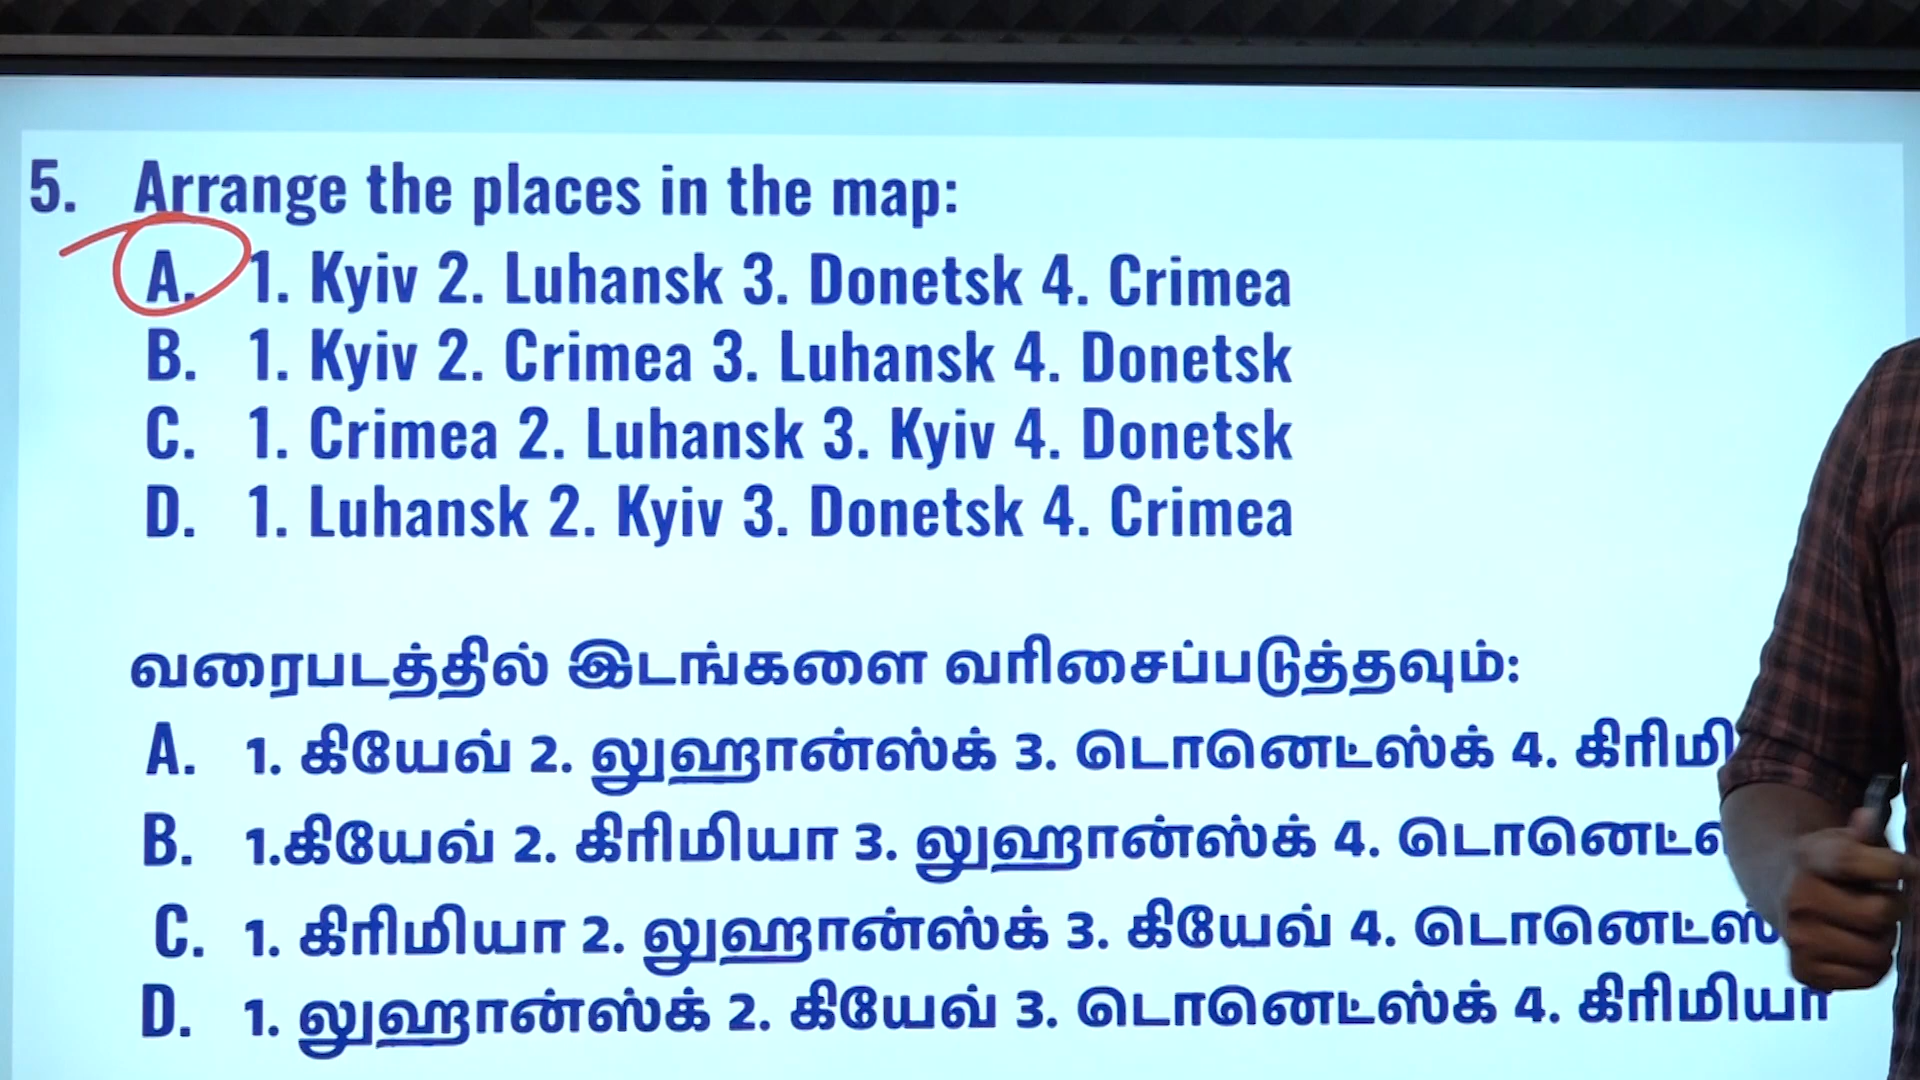 5. Arrange the places in the map:
A. 1. Kyiv 2. Luhansk 3. Donetsk 4. Crimea
B. 1. Kyiv 2. Crimea 3. Luhansk 4. Donetsk
C. 1. Crimea 2. Luhansk 3. Kyiv 4. Donetsk
D. 1. Luhansk 2. Kyiv 3. Donetsk 4. Crimea
வரைபடத்தில் இடங்களை வரிசைப்படுத்தவும்:
A. 1. கியேவ் 2. லுஹான்ஸ்க் 3. டொனெட்ஸ்க் 4.
B. 1.கியேவ் 2. கிரிமியா 3. லுஹான்ஸ்க் 4.
C. 1. கிரிமியா 2. லுஹான்ஸ்க் 3. கியேவ் 4.
D. 1. லுஹான்ஸ்க் 2. கியேவ் 3. டொனெட்ஸ்க் 4. கிரிமியா